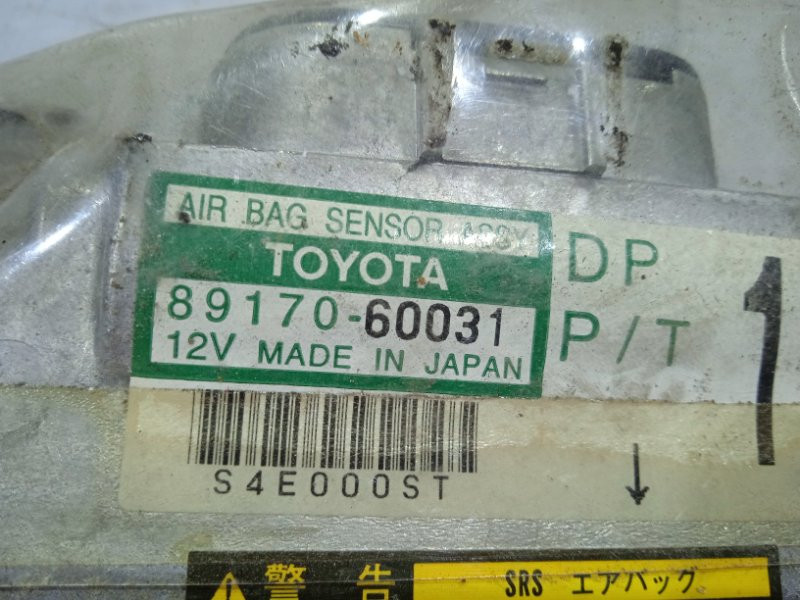 AIR BAG SENSOR ASSY
TOYOTA
89170-60031
12V MADE IN JAPAN
DP
P/T
1
↓
S4E000ST
警告
SRS エアバッグ